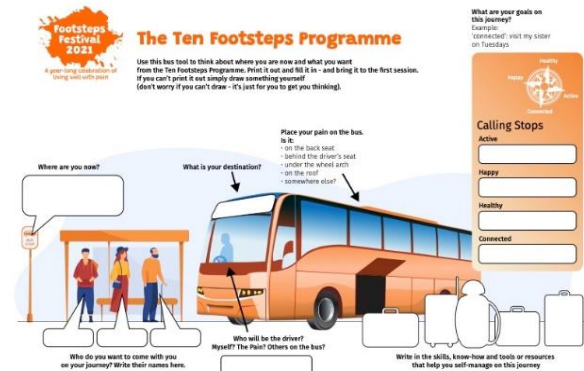 Footsteps
Festival
2021
A year-long celebration of
living well with pain
The Ten Footsteps Programme
Use this bus tool to think about where you are now and what you want
from the Ten Footsteps Programme. Print it out and fill it in - and bring it to the first session.
If you can't print it out simply draw something yourself
(don't worry if you can't draw - it's just for you to get you thinking).
What are your goals on
this journey?
Example:
'connected': visit my sister
on Tuesdays
Healthy
Happy
Active
Connected
Calling Stops
Active
Happy
Healthy
Connected
Place your pain on the bus.
Is it:
- on the back seat
- behind the driver's seat
- under the wheel arch
- on the roof
- somewhere else?
Where are you now?
What is your destination?
Who do you want to come with you
on your journey? Write their names here.
Who will be the driver?
Myself? The Pain? Others on the bus?
Write in the skills, know-how and tools or resources
that help you self-manage on this journey